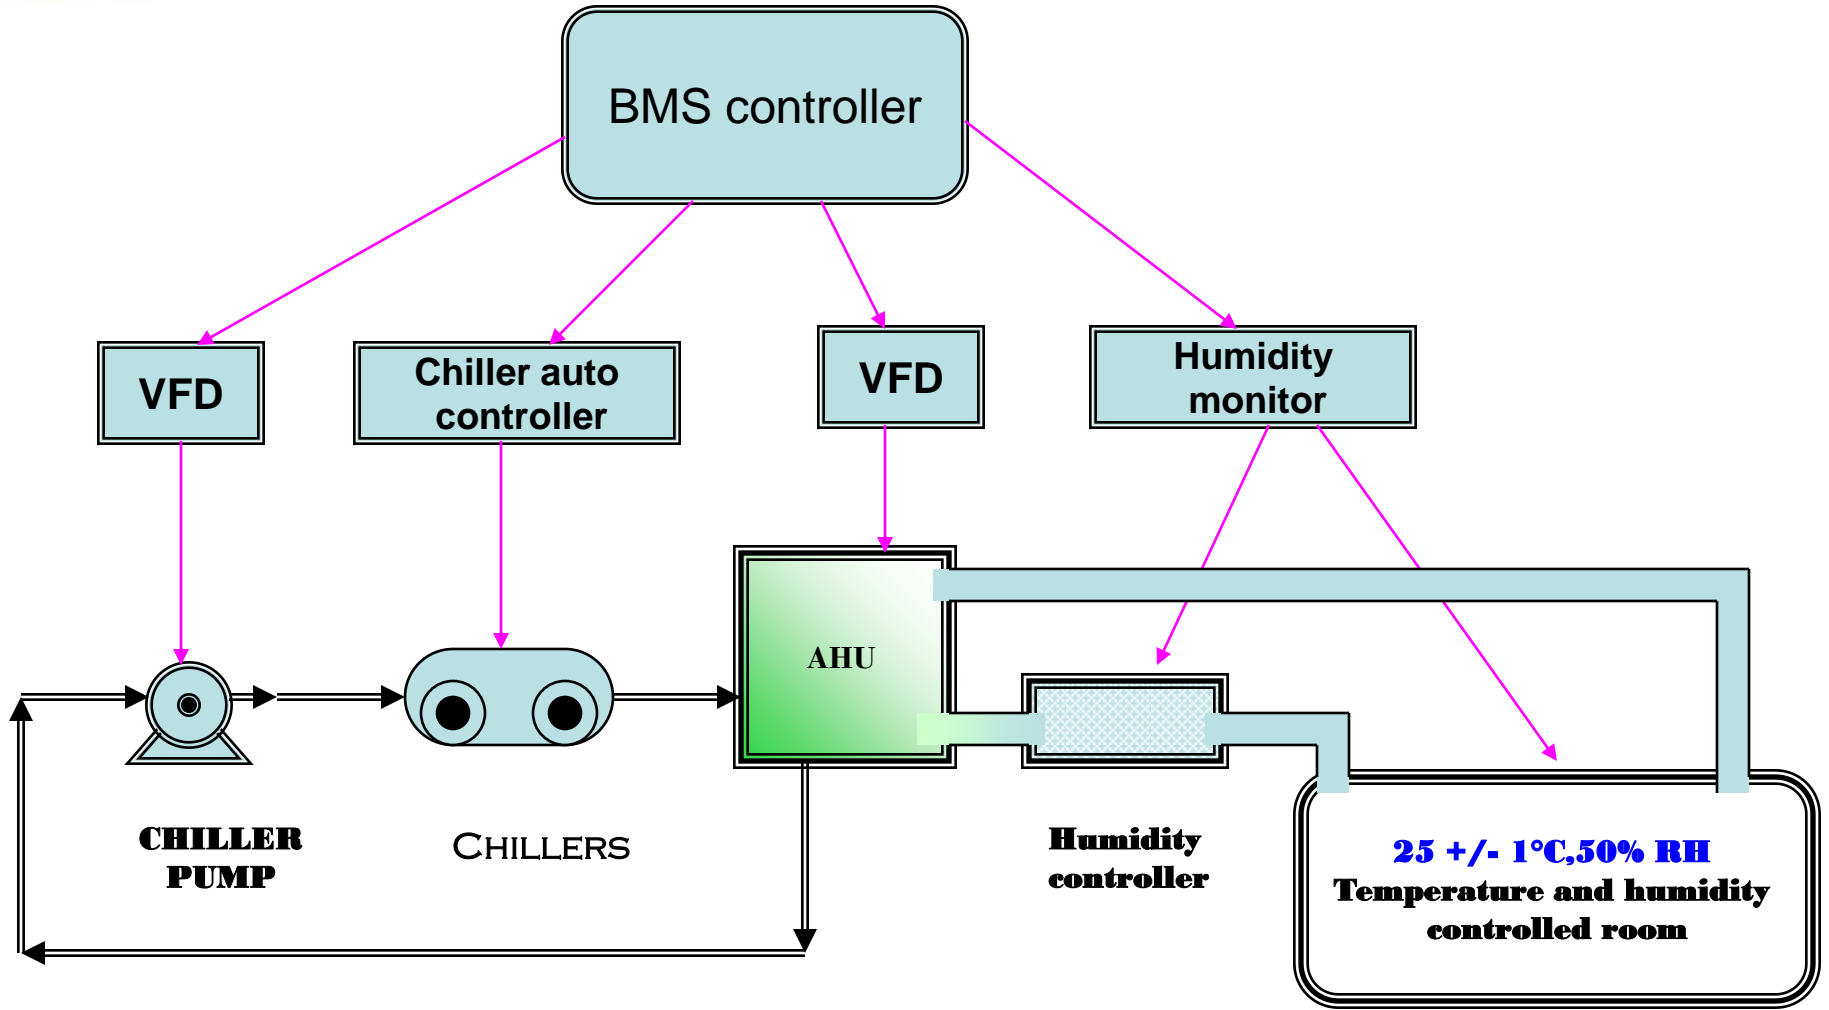 BMS controller
VFD
Chiller auto
controller
VFD
Humidity
monitor
AHU
CHILLER
PUMP
CHILLERS
Humidity
controller
25 +/- 1°C,50% RH
Temperature and humidity
controlled room